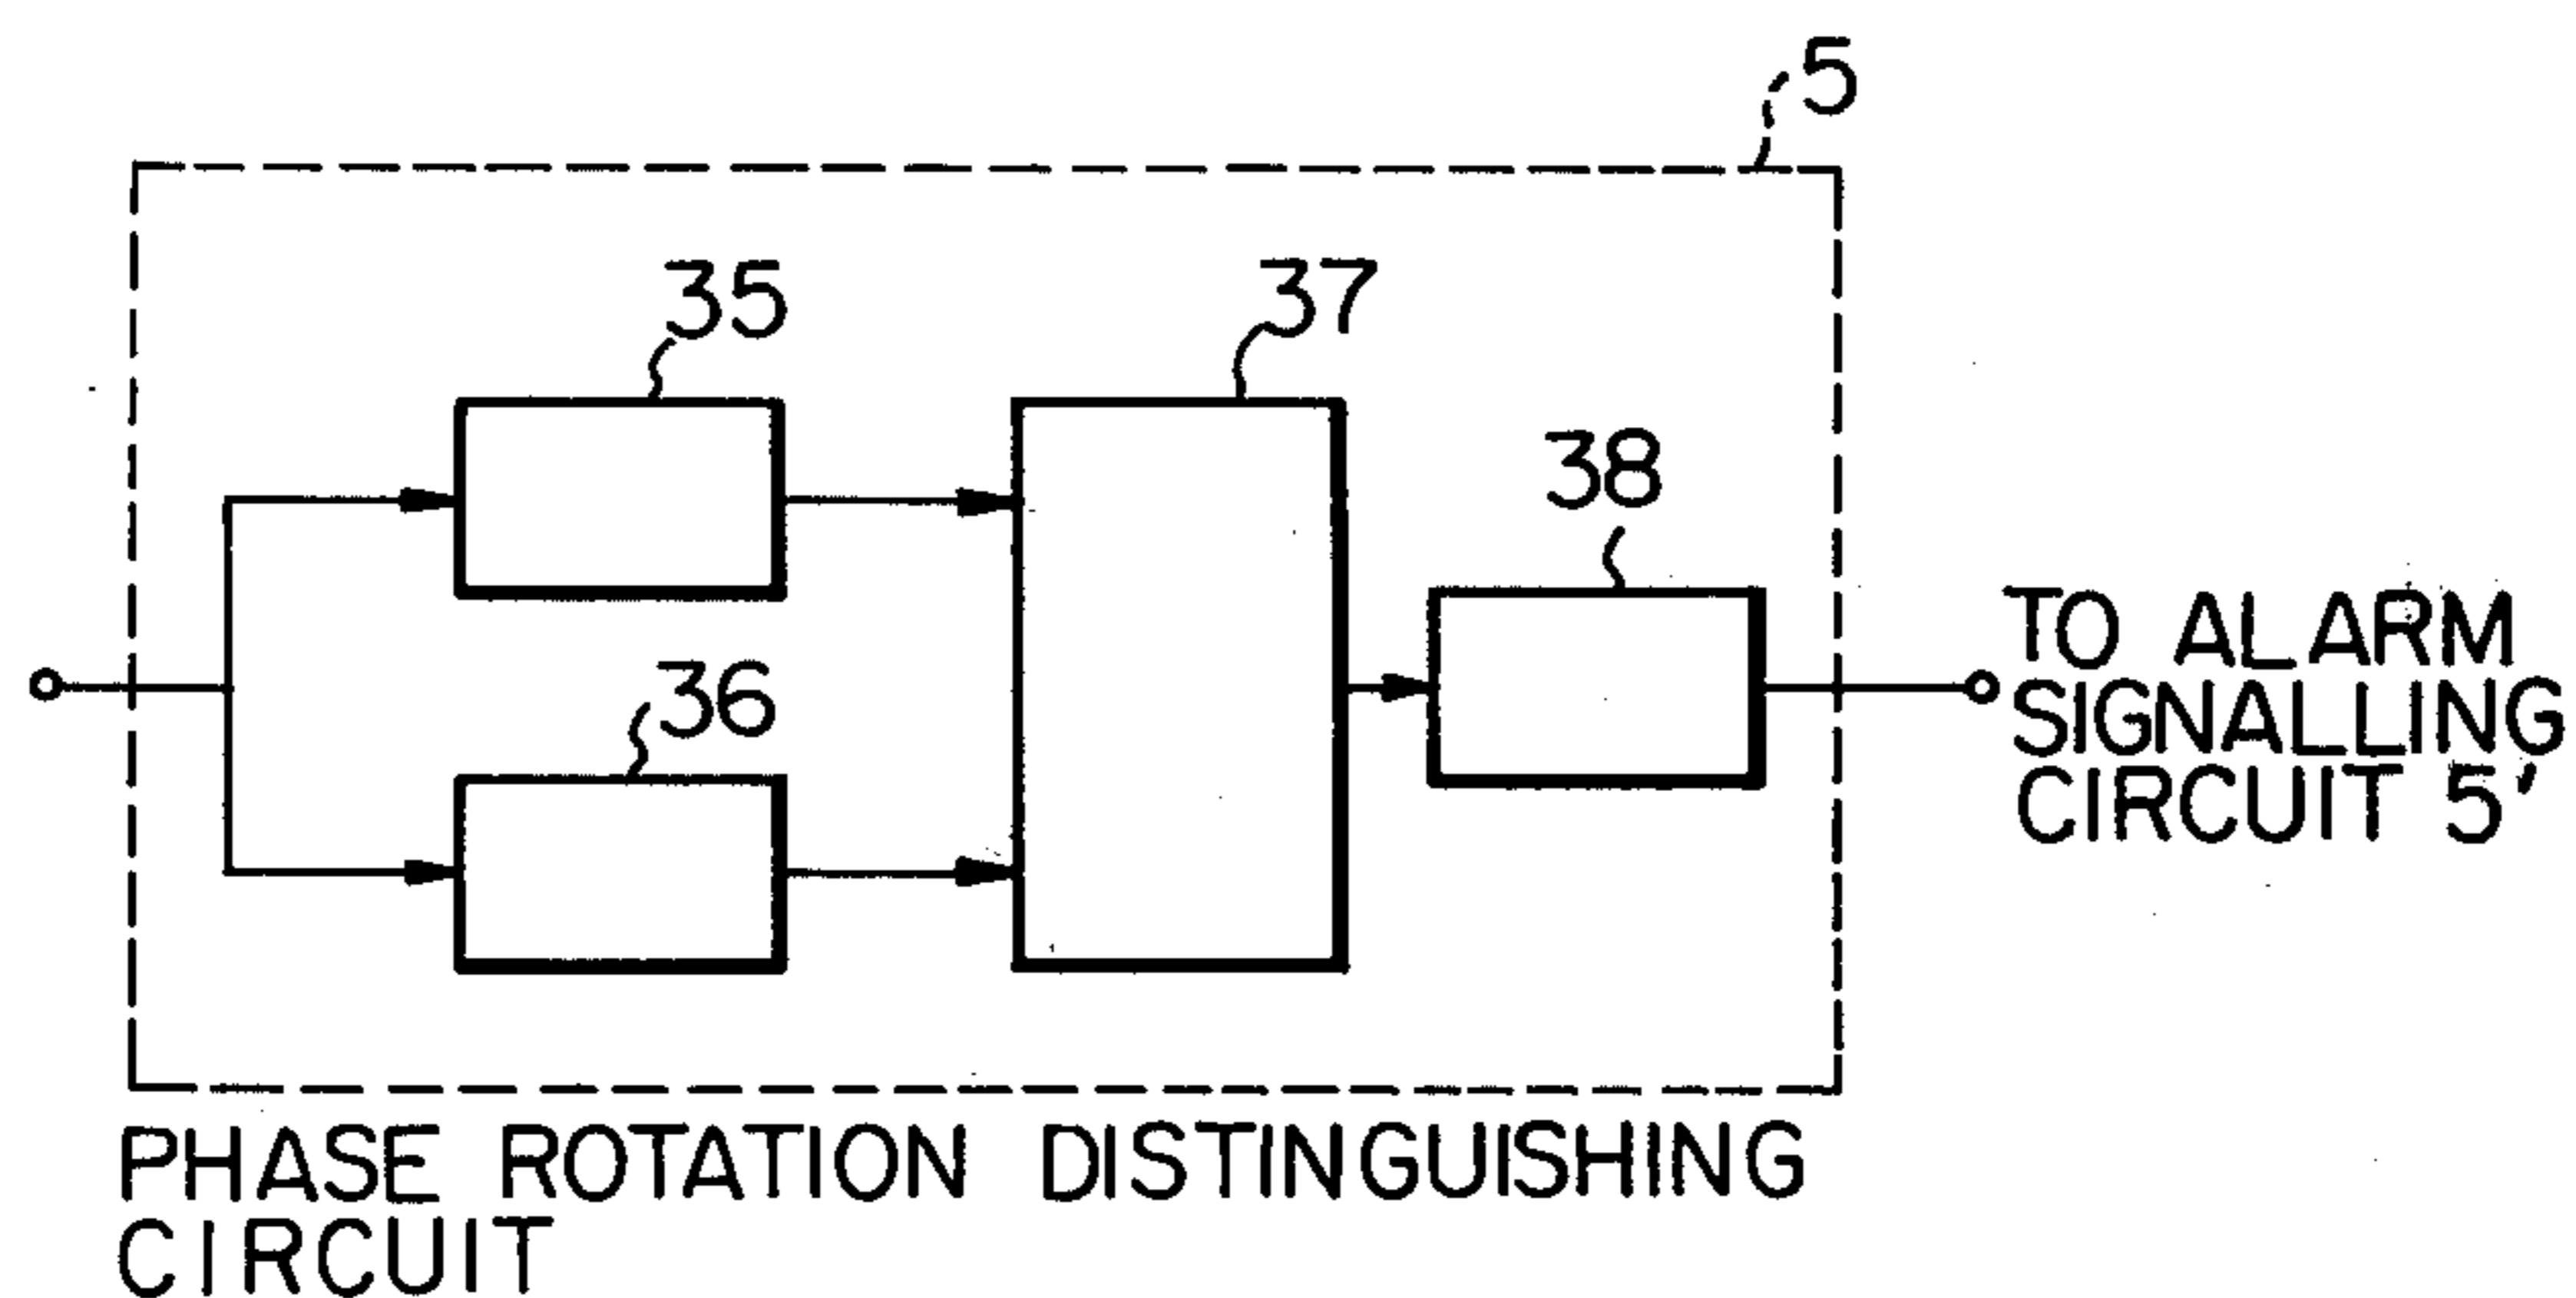 5
35
37
38
36
TO ALARM
SIGNALLING
CIRCUIT 5'
PHASE ROTATION DISTINGUISHING
CIRCUIT